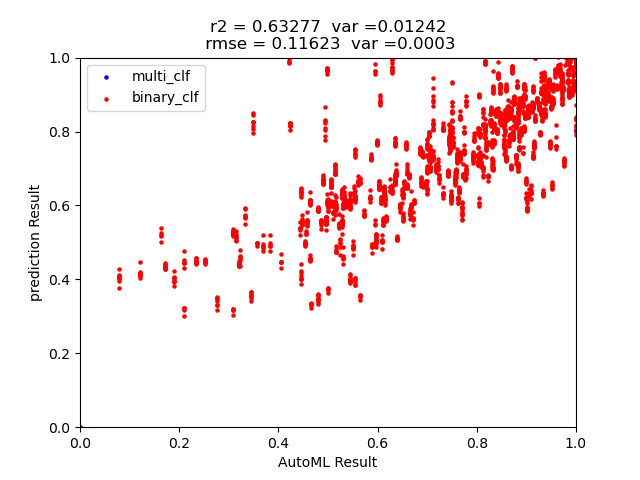 r2 = 0.63277 var =0.01242
rmse = 0.11623 var =0.0003
multi_clf
binary_clf
1.0
0.8
0.6
0.4
0.2
0.0
prediction Result
0.0 0.2 0.4 0.6 0.8 1.0
AutoML Result